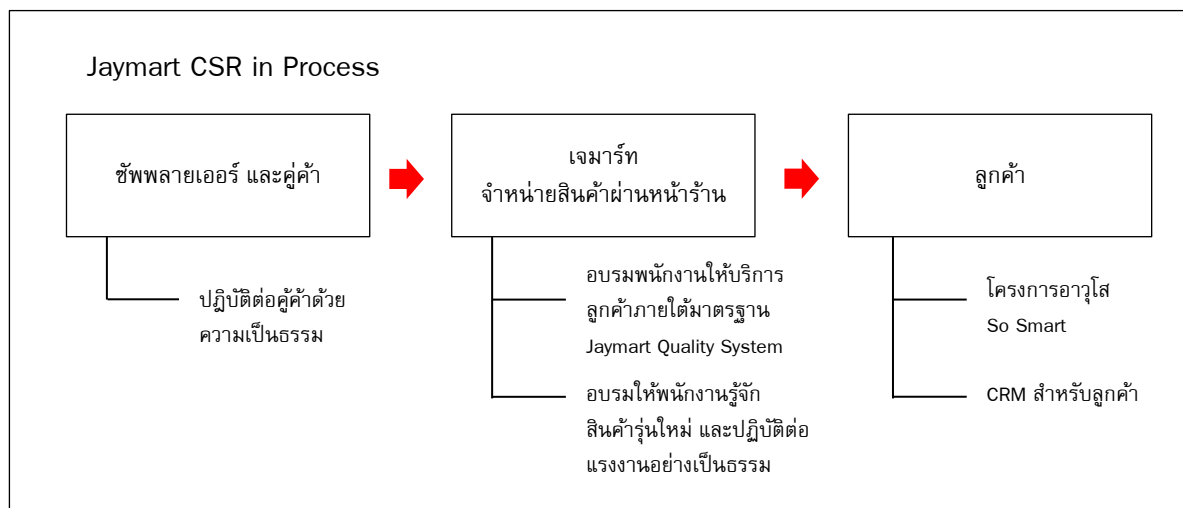 Jaymart CSR in Process
ซัพพลายเออร์ และคู่ค้า
ปฎิบัติต่อคู้ค้าด้วย
ความเป็นธรรม
เจมาร์ท
จำหน่ายสินค้าผ่านหน้าร้าน
อบรมพนักงานให้บริการ
ลูกค้าภายใต้มาตรฐาน
Jaymart Quality System
อบรมให้พนักงานรู้จัก
สินค้ารุ่นใหม่ และปฏิบัติต่อ
แรงงานอย่างเป็นธรรม
ลูกค้า
โครงการอาวุโส
So Smart
CRM สำหรับลูกค้า